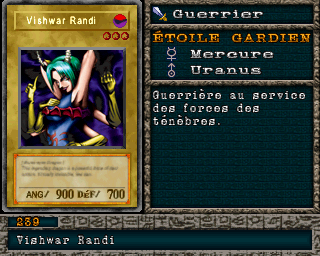 Vishwar Randi
ANG/ 900 DÉF/ 700
Guerrier
ÉTOILE GARDIEN
Mercure
Uranus
Guerrière au service
des forces des
ténèbres.
239
Vishwar Randi